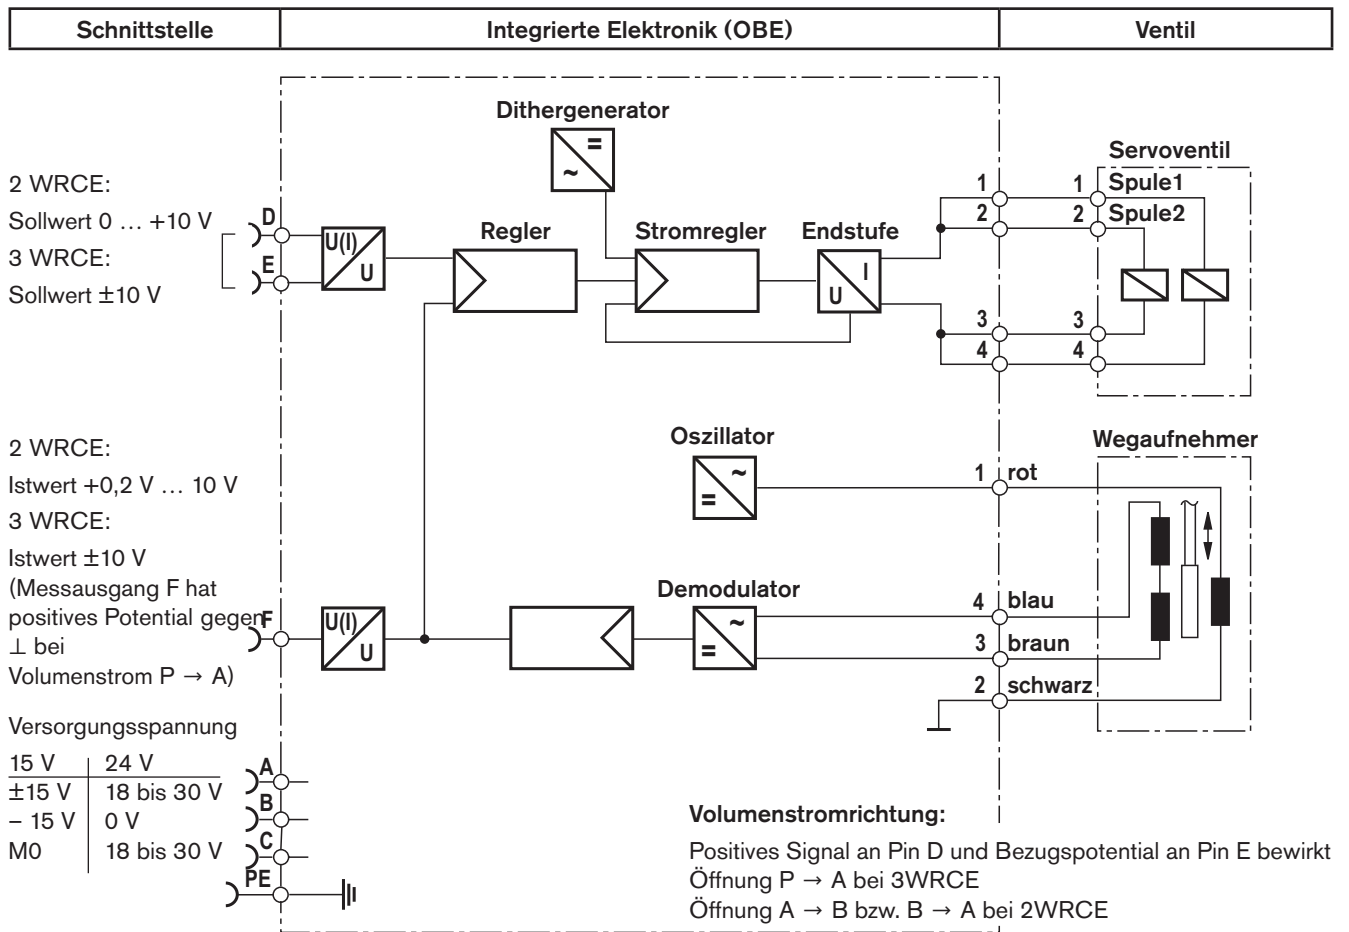 Schnittstelle
Integrierte Elektronik (OBE)
Ventil
Dithergenerator
=
~
2 WRCE:
Sollwert 0 … +10 V
3 WRCE:
Sollwert ±10 V
D
E
U(I)
U
Regler
Stromregler
Endstufe
I
U
1
2
3
4
Servoventil
1 Spule1
2 Spule2
3
4
2 WRCE:
Istwert +0,2 V … 10 V
3 WRCE:
Istwert ±10 V
(Messausgang F hat
positives Potential gegen
⊥ bei
Volumenstrom P → A)
F
U(I)
U
Oszillator
~
=
Demodulator
~
=
Wegaufnehmer
1 rot
4 blau
3 braun
2 schwarz
Versorgungsspannung
15 V 24 V
±15 V 18 bis 30 V
– 15 V 0 V
M0 18 bis 30 V
A
B
C
PE
Volumenstromrichtung:
Positives Signal an Pin D und Bezugspotential an Pin E bewirkt
Öffnung P → A bei 3WRCE
Öffnung A → B bzw. B → A bei 2WRCE